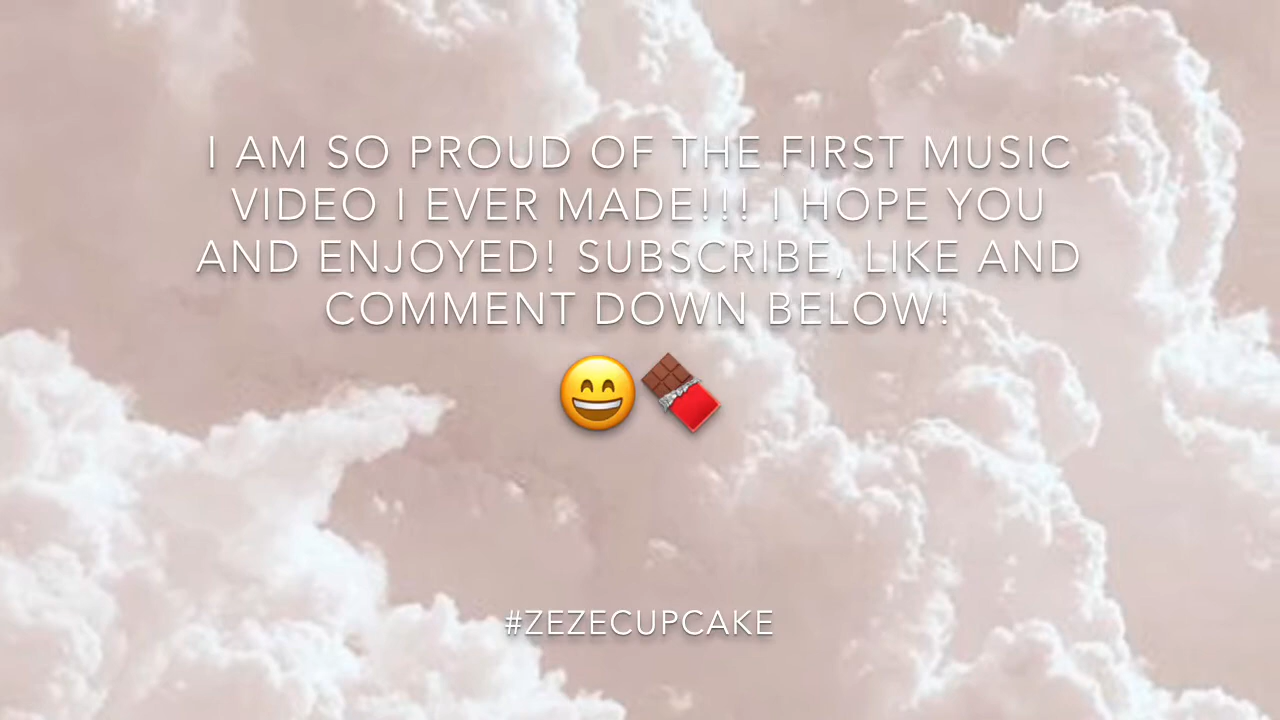 I AM SO PROUD OF THE FIRST MUSIC
VIDEO I EVER MADE!!! I HOPE YOU
AND ENJOYED! SUBSCRIBE, LIKE AND
COMMENT DOWN BELOW!
😄🍫
#ZEZECUPCAKE